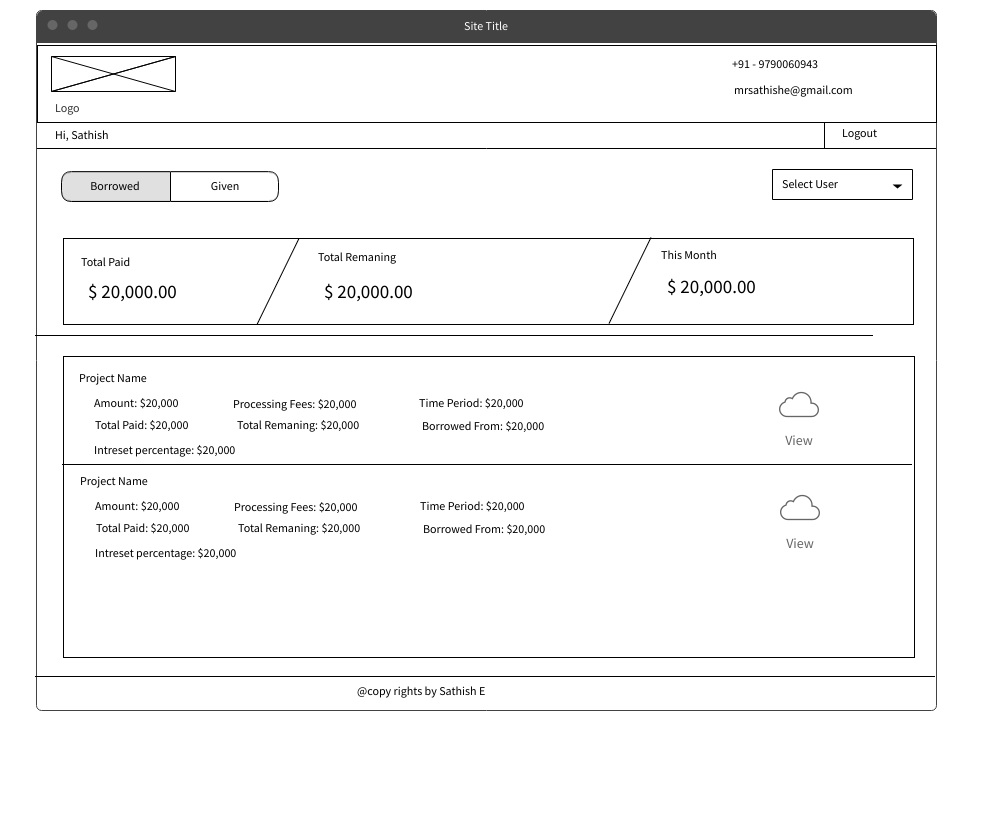 Site Title
+91 - 9790060943
mrsathishe@gmail.com
Logo
Hi, Sathish
Logout
Borrowed
Given
Select User
Total Paid
Total Remaning
This Month
$ 20,000.00
$ 20,000.00
$ 20,000.00
Project Name
Amount: $20,000
Processing Fees: $20,000
Time Period: $20,000
Total Paid: $20,000
Total Remaning: $20,000
Borrowed From: $20,000
View
Intreset percentage: $20,000
Project Name
Amount: $20,000
Processing Fees: $20,000
Time Period: $20,000
Total Paid: $20,000
Total Remaning: $20,000
Borrowed From: $20,000
View
Intreset percentage: $20,000
@copy rights by Sathish E